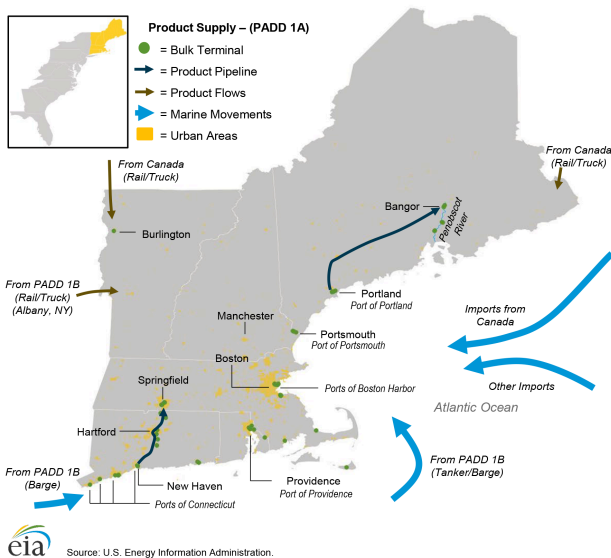 Product Supply – (PADD 1A)
= Bulk Terminal
= Product Pipeline
= Product Flows
= Marine Movements
= Urban Areas
From Canada
(Rail/Truck)
From Canada
(Rail/Truck)
Bangor
Penobscot
River
Burlington
From PADD 1B
(Rail/Truck)
(Albany, NY)
Portland
Port of Portland
Manchester
Portsmouth
Port of Portsmouth
Imports from
Canada
Boston
Springfield
Ports of Boston Harbor
Other Imports
Atlantic Ocean
Hartford
From PADD 1B
(Barge)
New Haven
Ports of Connecticut
Providence
Port of Providence
From PADD 1B
(Tanker/Barge)
eia
Source: U.S. Energy Information Administration.